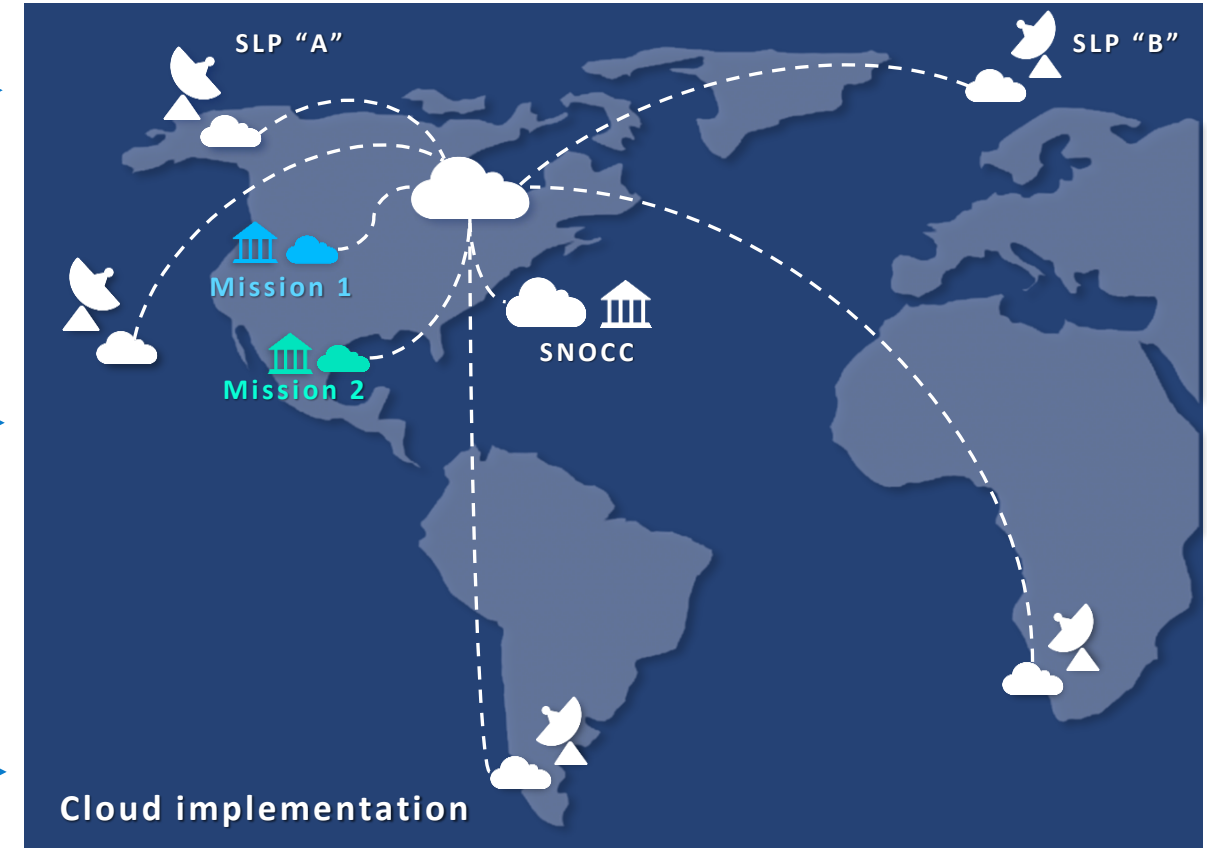 SLP “A”
SLP “B”
Mission 1
SNOCC
Mission 2
Cloud implementation